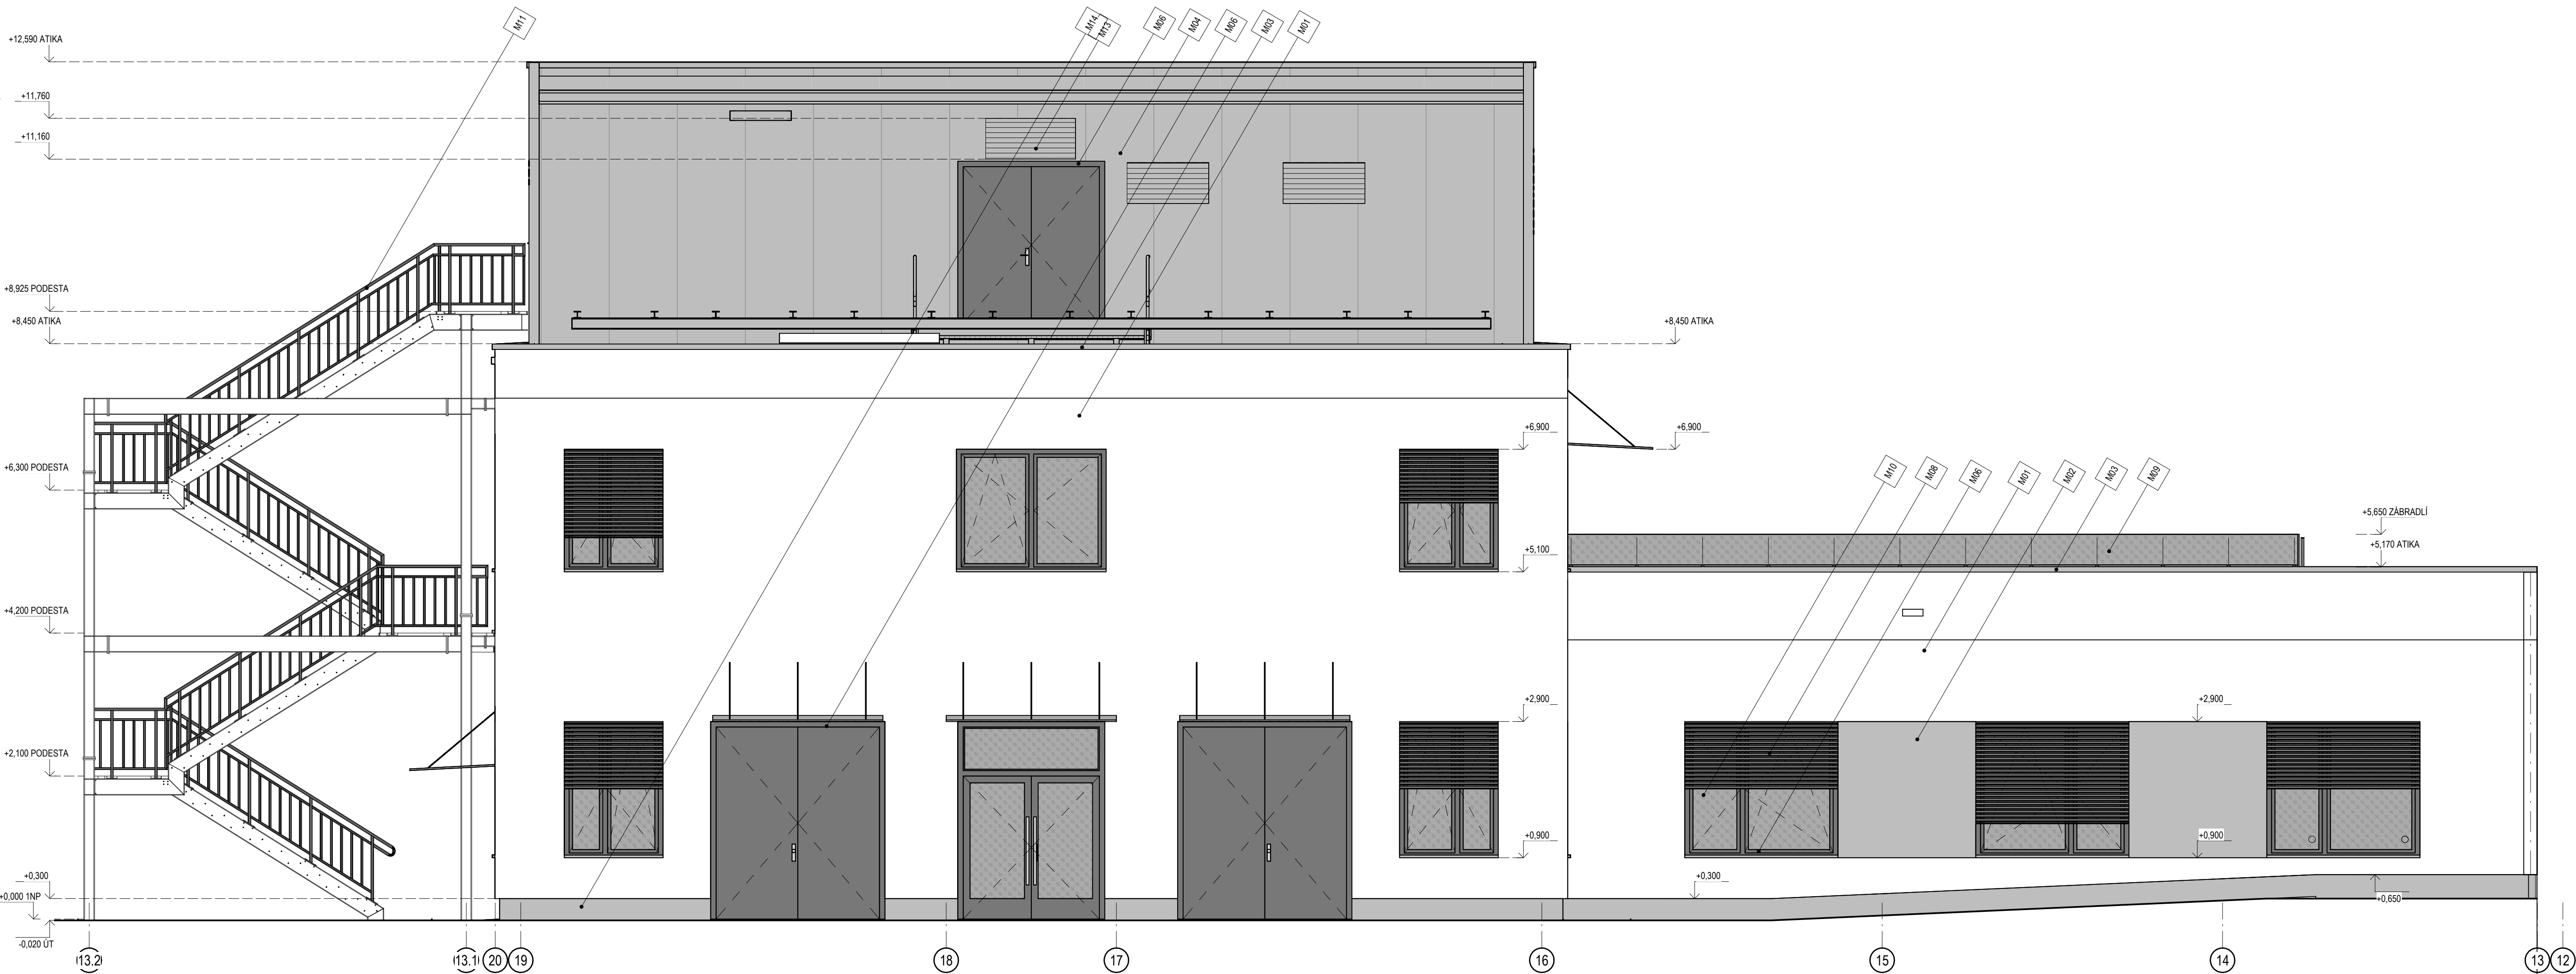 M11
M14
M13
M06
M04
M06
M03
M01
+12,590 ATIKA
+11,760
+11,160
+8,925 PODESTA
+8,450 ATIKA
+8,450 ATIKA
+6,900
+6,900
+6,300 PODESTA
M10
M08
M06
M01
M02
M03
M09
+5,650 ZÁBRADLÍ
+5,170 ATIKA
+5,100
+4,200 PODESTA
+2,900
+2,900
+2,100 PODESTA
+0,900
+0,900
+0,300
+0,300
+0,000 1NP
+0,650
-0,020 ÚT
13.2
13.1
20
19
18
17
16
15
14
13
12